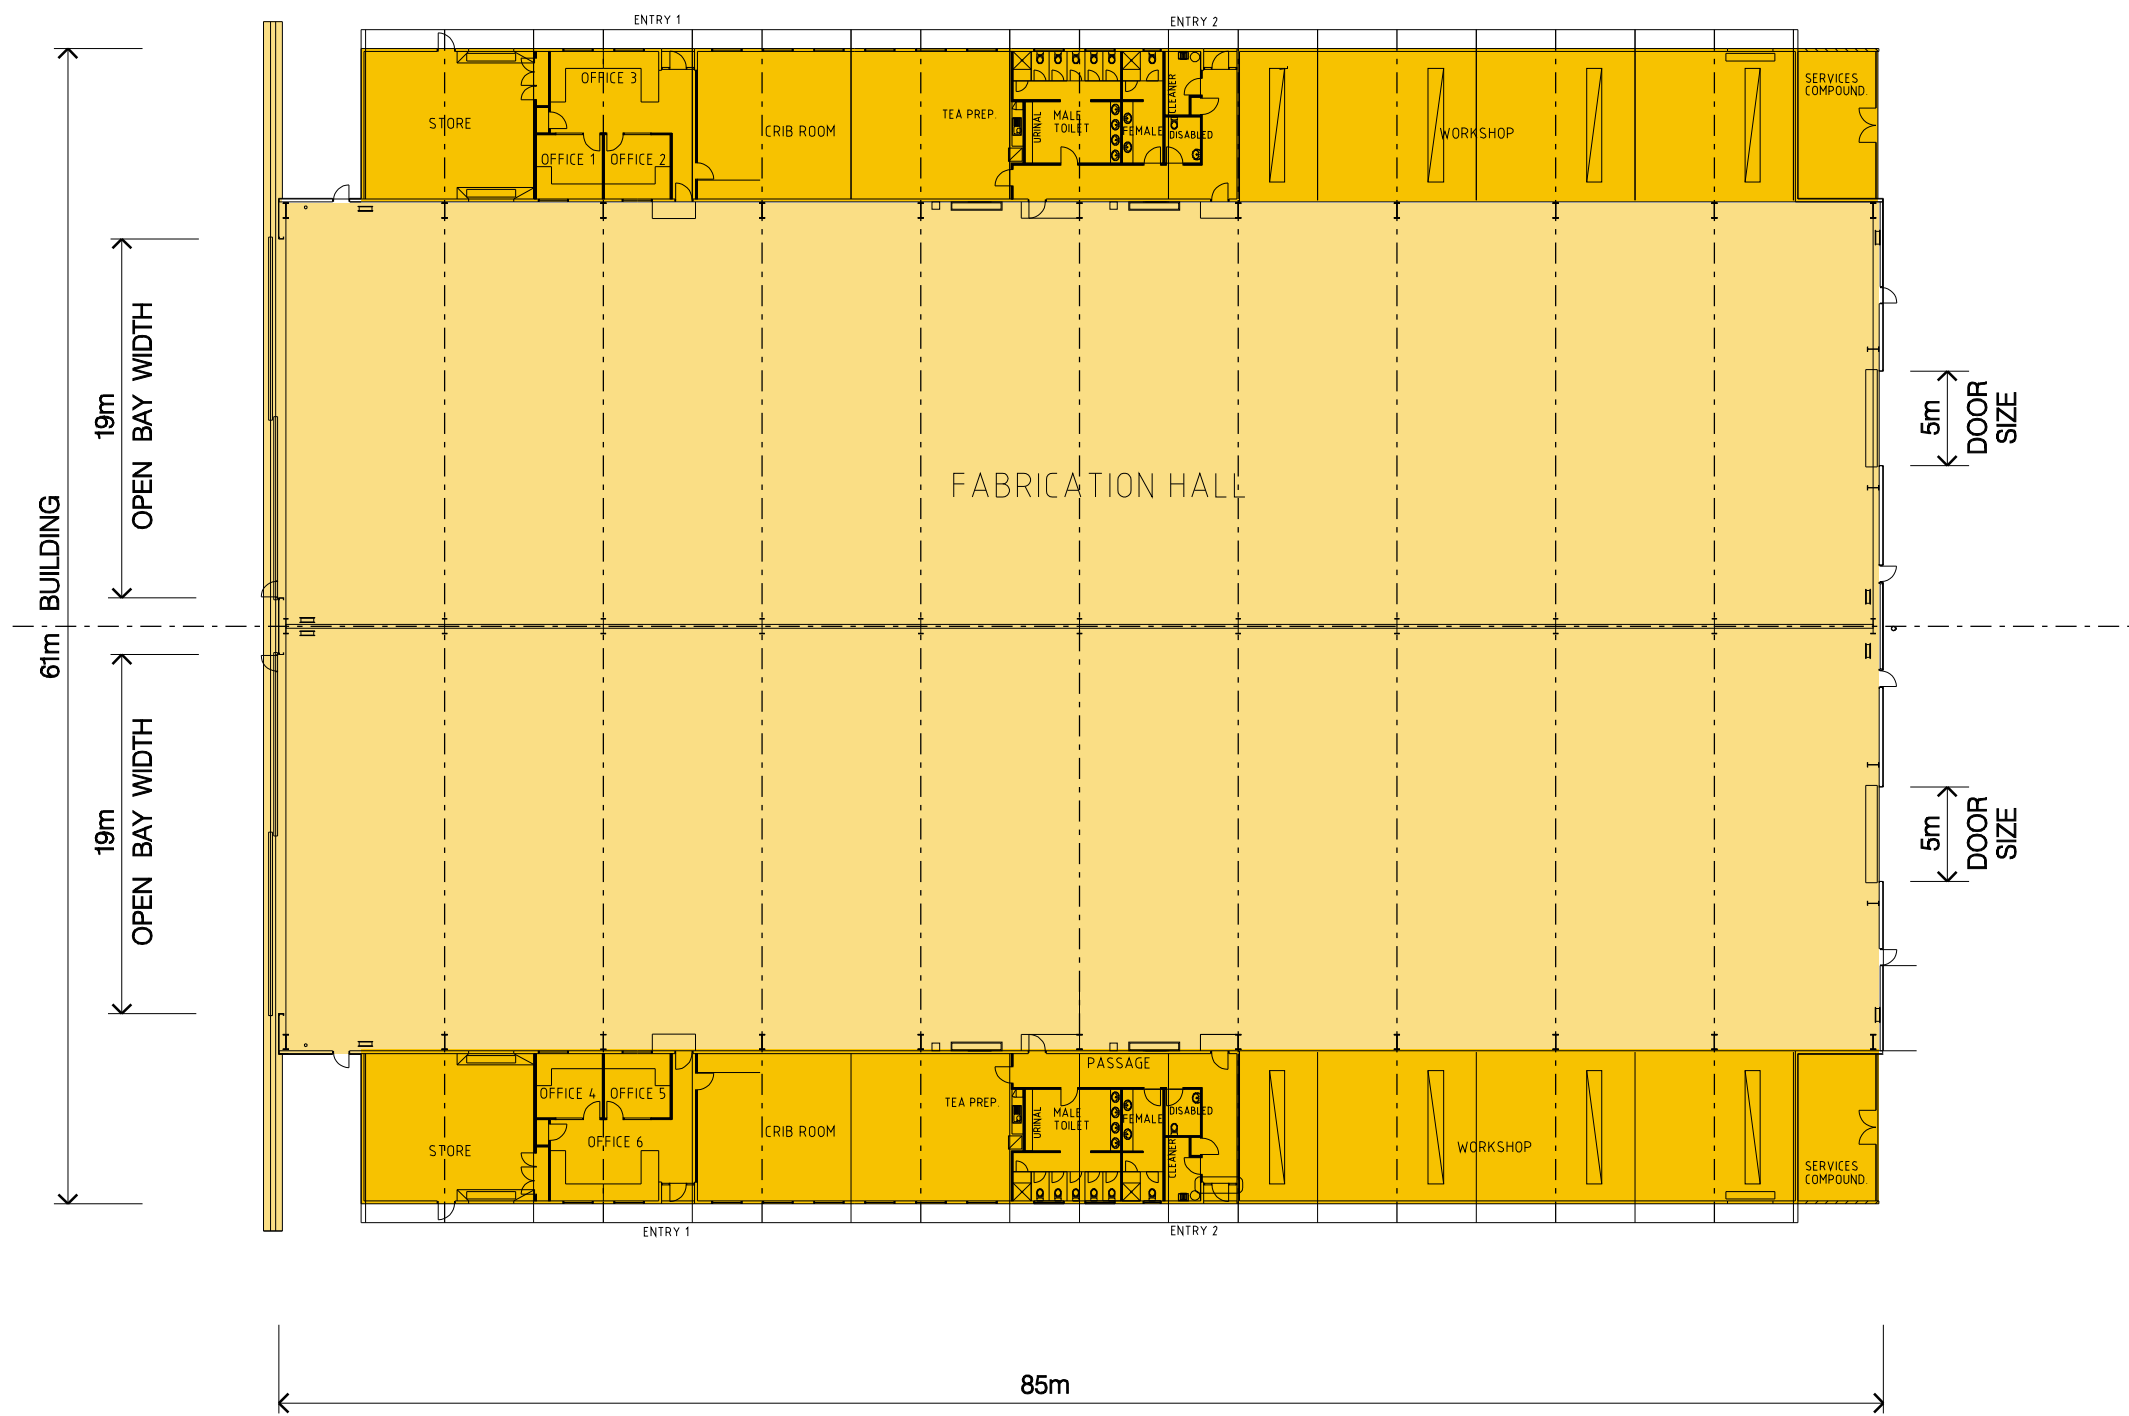 ENTRY 1
ENTRY 2
STORE
OFFICE 3
OFFICE 1
OFFICE 2
CRIB ROOM
TEA PREP.
URINAL
MALE
TOILET
FEMALE
CLEANER
DISABLED
WORKSHOP
SERVICES
COMPOUND.
19m
OPEN BAY WIDTH
FABRICATION HALL
5m
DOOR
SIZE
61m BUILDING
19m
OPEN BAY WIDTH
5m
DOOR
SIZE
PASSAGE
STORE
OFFICE 4
OFFICE 5
OFFICE 6
CRIB ROOM
TEA PREP.
URINAL
MALE
TOILET
FEMALE
DISABLED
CLEANER
WORKSHOP
SERVICES
COMPOUND.
ENTRY 1
ENTRY 2
85m